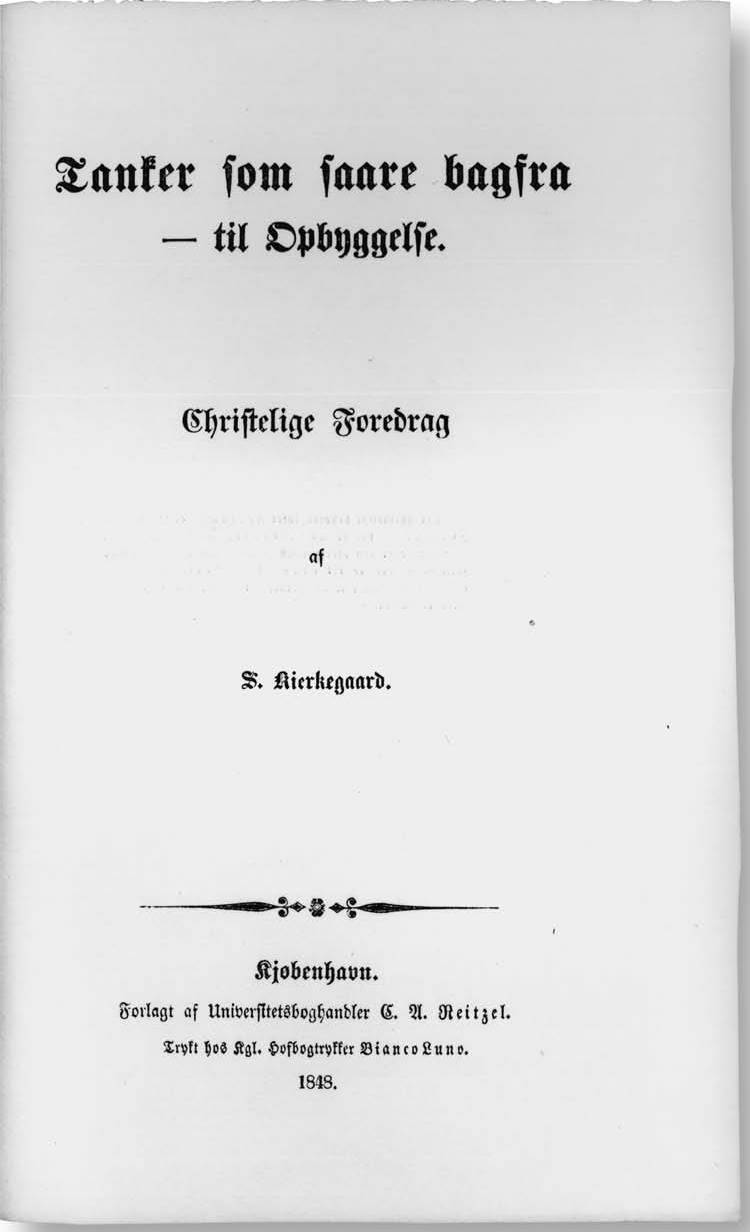 Tanker som saare bagfra
— til Opbyggelse.
Christelige Foredrag
af
S. Kierkegaard.
Kjøbenhavn.
Forlagt af Universitetsboghandler C. A. Reitzel.
Trykt hos Kgl. Hofbogtrykker Bianco Luno.
1848.